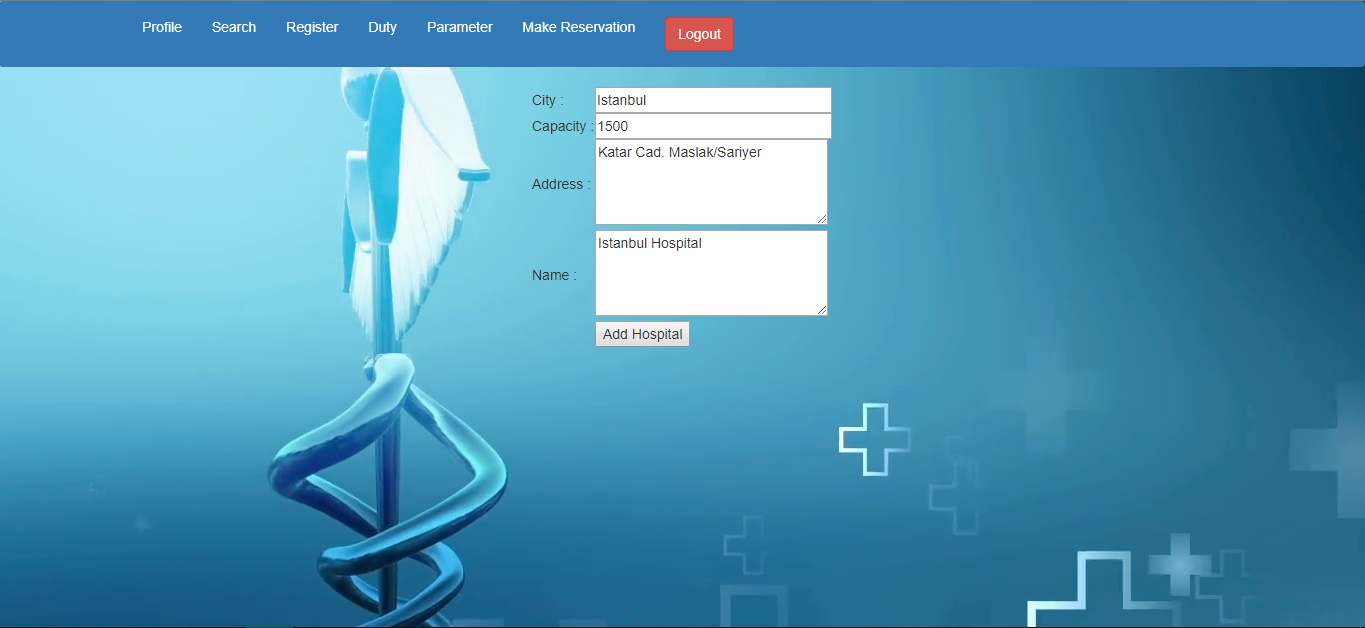 Profile Search Register Duty Parameter Make Reservation Logout
City : Istanbul
Capacity : 1500
Katar Cad. Maslak/Sariyer
Address :
Istanbul Hospital
Name :
Add Hospital